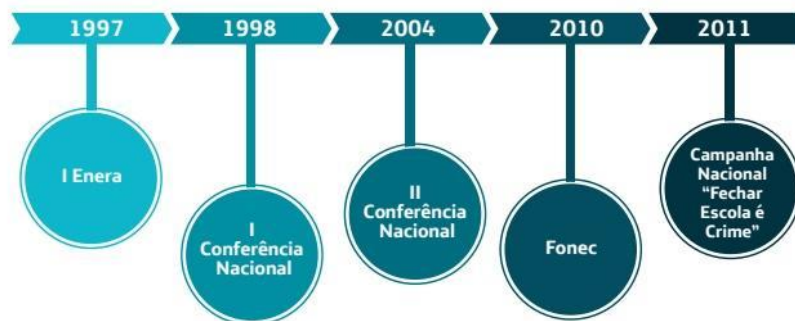 1997
1998
2004
2010
2011
I Enera
I
Conferência
Nacional
II
Conferência
Nacional
Fonec
Campanha
Nacional
“Fechar
Escola é
Crime”